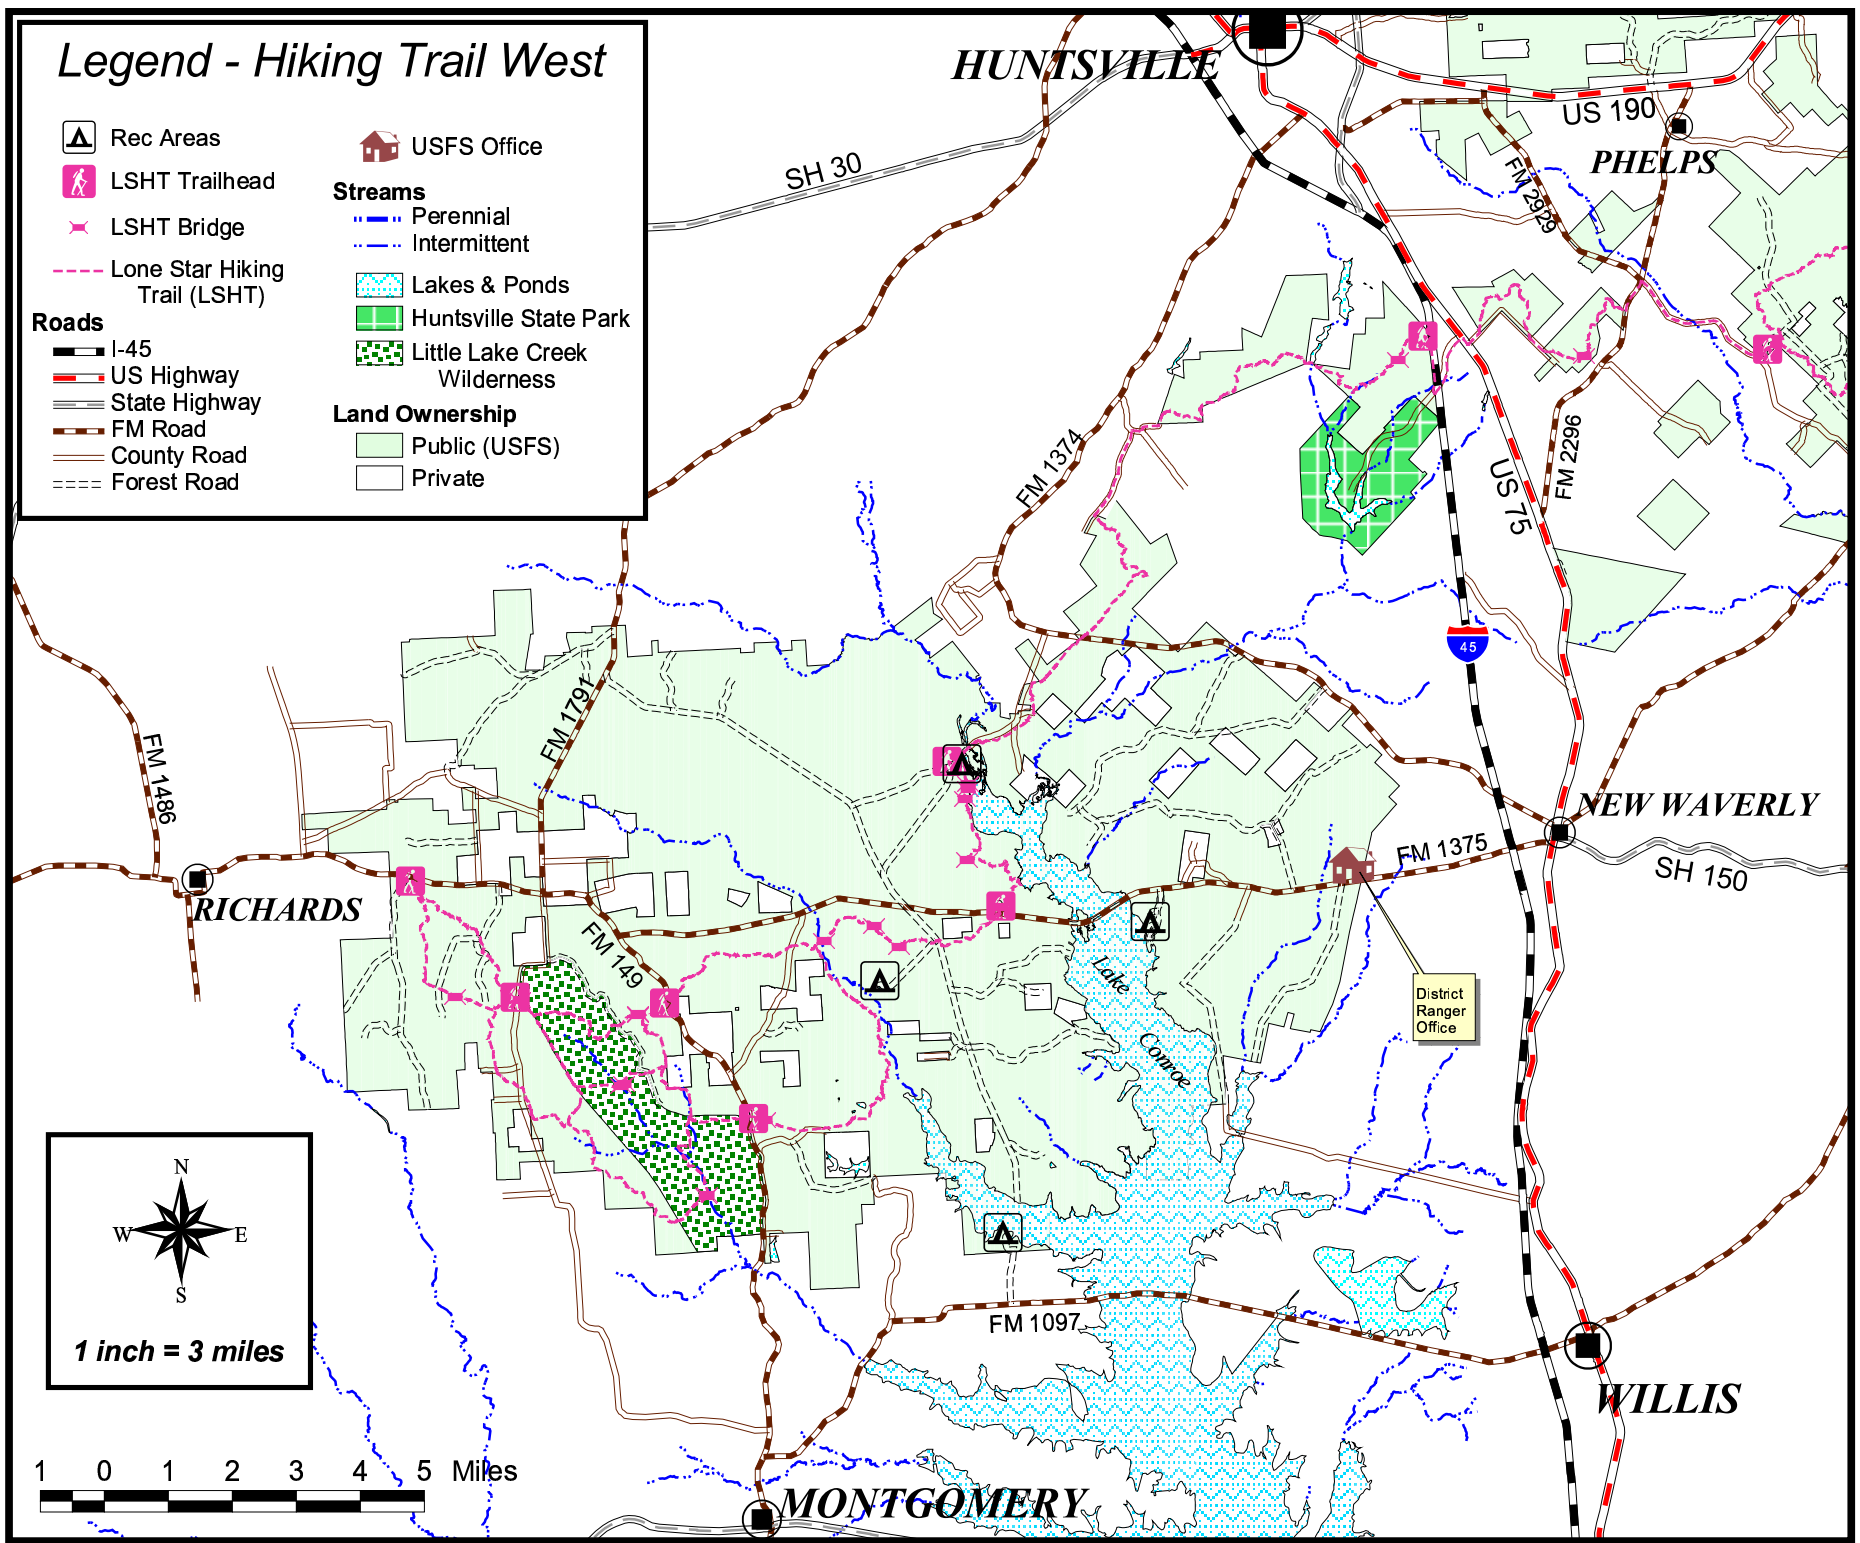 Legend - Hiking Trail West
Rec Areas
LSHT Trailhead
LSHT Bridge
Lone Star Hiking
Trail (LSHT)
Roads
I-45
US Highway
State Highway
FM Road
County Road
Forest Road
USFS Office
Streams
Perennial
Intermittent
Lakes & Ponds
Huntsville State Park
Little Lake Creek
Wilderness
Land Ownership
Public (USFS)
Private
HUNTSVILLE
US 190
PHELPS
SH 30
FM 2929
FM 1374
FM 2296
US 75
45
FM 1791
FM 1486
NEW WAVERLY
FM 1375
SH 150
RICHARDS
FM 149
Lake
Conroe
District
Ranger
Office
N
W
E
S
1 inch = 3 miles
FM 1097
WILLIS
1 0 1 2 3 4 5 Miles
MONTGOMERY